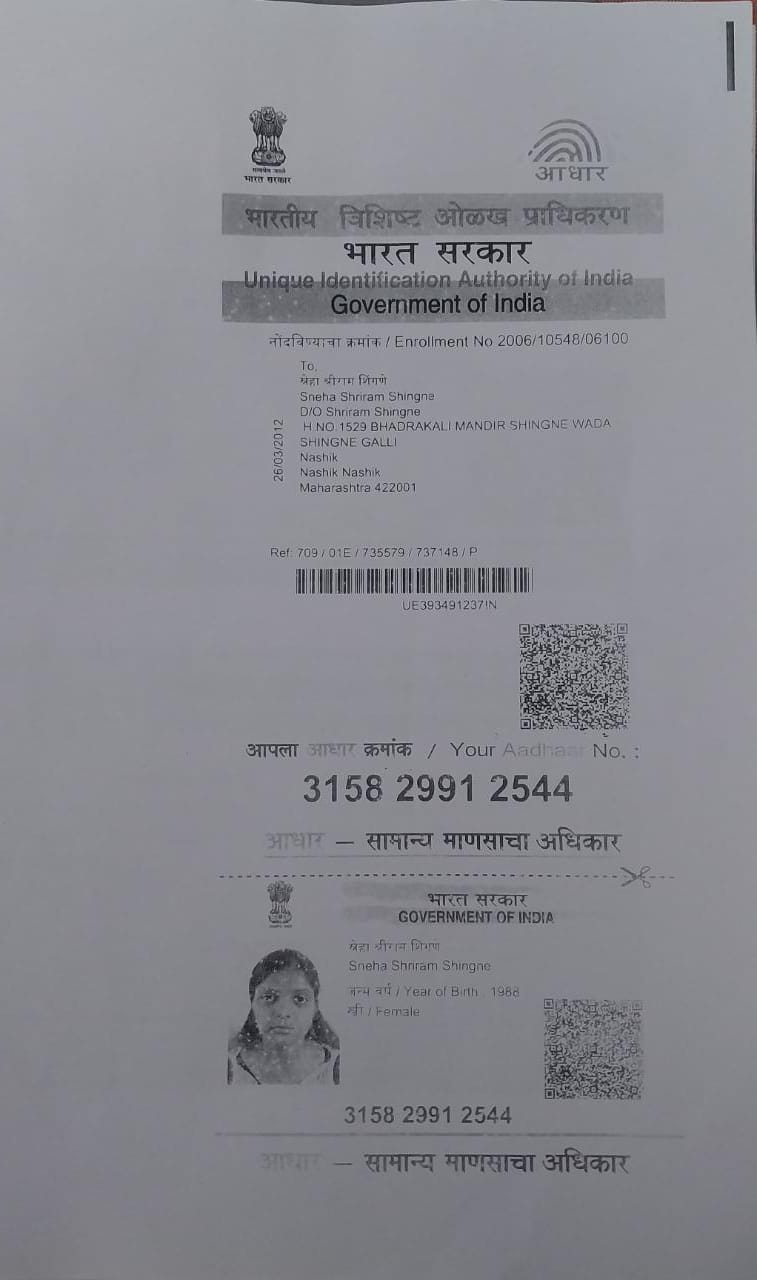 सत्यमेव जयते
भारत सरकार
आधार
भारतीय विशिष्ट ओळख प्राधिकरण
भारत सरकार
Unique Identification Authority of India
Government of India
नोंदविण्याचा क्रमांक / Enrollment No 2006/10548/06100
To,
स्नेहा श्रीराम शिंगणे
Sneha Shriram Shingne
D/O Shriram Shingne
H.NO.1529 BHADRAKALI MANDIR SHINGNE WADA
SHINGNE GALLI
Nashik
Nashik Nashik
Maharashtra 422001
26/03/2012
Ref: 709 / 01E / 735579 / 737148 / P
UE393491237IN
आपला आधार क्रमांक / Your Aadhaar No. :
3158 2991 2544
आधार — सामान्य माणसाचा अधिकार
भारत सरकार
GOVERNMENT OF INDIA
स्नेहा श्रीराम शिंगणे
Sneha Shriram Shingne
जन्म वर्ष / Year of Birth : 1988
स्त्री / Female
3158 2991 2544
आधार — सामान्य माणसाचा अधिकार